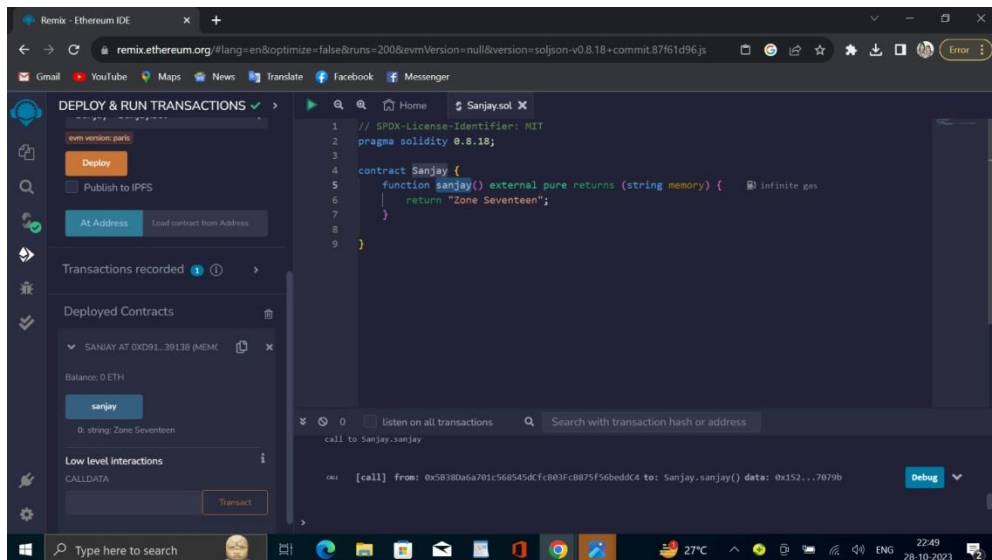 Remix - Ethereum IDE
remix.ethereum.org/#lang=en&optimize=false&runs=200&evmVersion=null&version=soljson-v0.8.18+commit.87f61d96.js
Error
Gmail YouTube Maps News Translate Facebook Messenger
DEPLOY & RUN TRANSACTIONS
evm version: paris
Deploy
Publish to IPFS
At Address Load contract from Address
Transactions recorded 1
Deployed Contracts
SANJAY AT 0XD91...39138 (MEMC
Balance: 0 ETH
sanjay
0: string: Zone Seventeen
Low level interactions
CALLDATA
Transact
Home Sanjay.sol
1 // SPDX-License-Identifier: MIT
2 pragma solidity 0.8.18;
3
4 contract Sanjay {
5 function sanjay() external pure returns (string memory) { infinite gas
6 return "Zone Seventeen";
7 }
8
9 }
0 listen on all transactions Search with transaction hash or address
call to Sanjay.sanjay
CALL [call] from: 0x5B38Da6a701c568545dCfcB03FcB875f56beddC4 to: Sanjay.sanjay() data: 0x152...7079b Debug
>
Type here to search
27°C ENG 22:49
28-10-2023
2